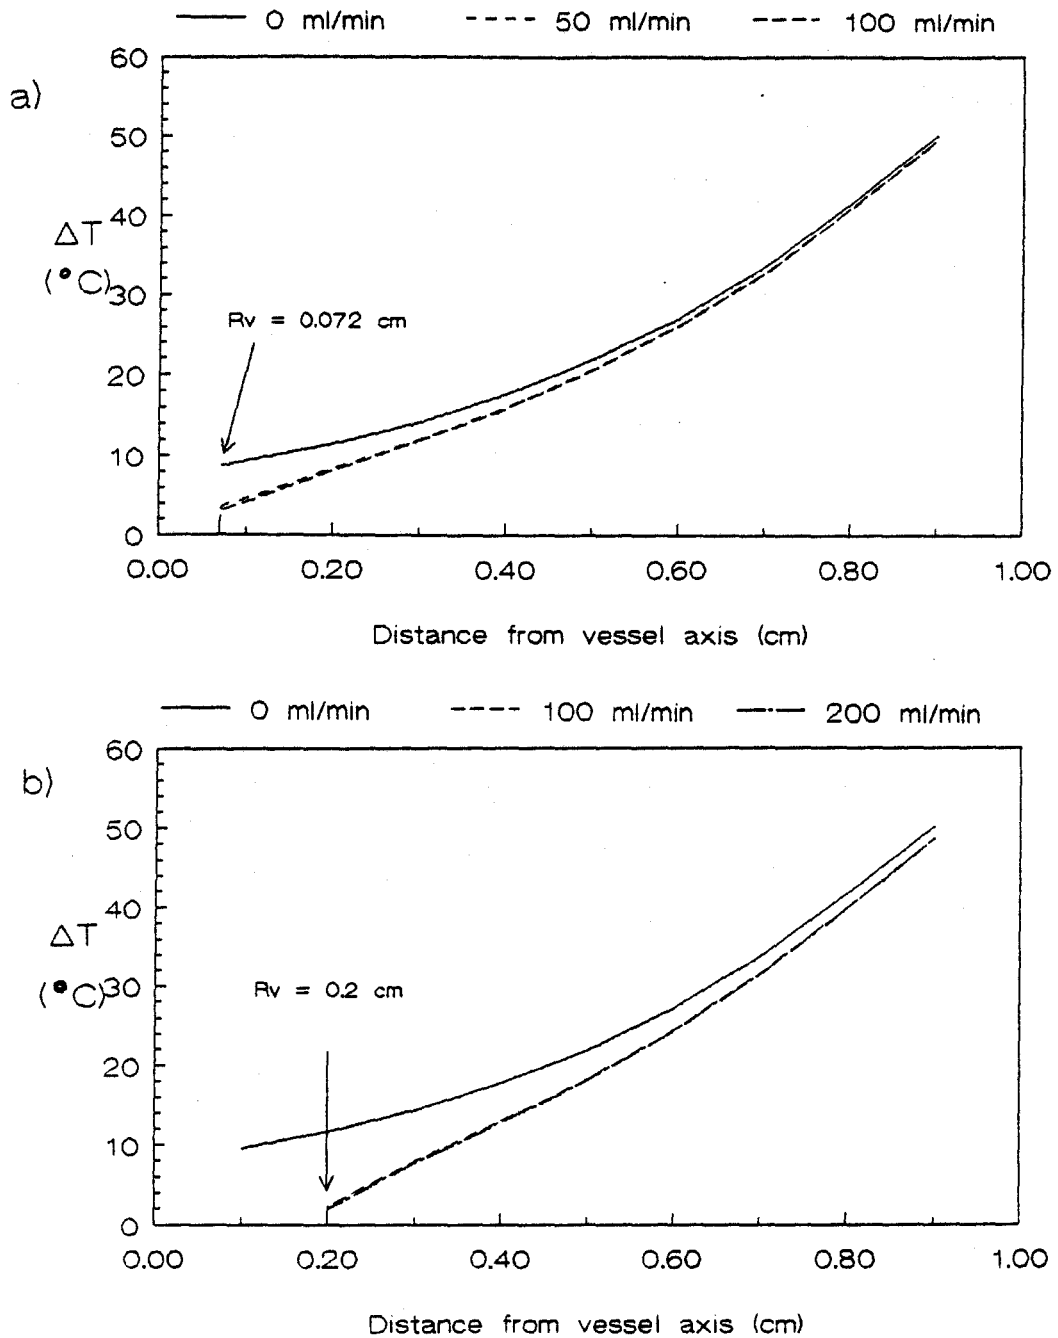 0 ml/min 50 ml/min 100 ml/min
a)
60
50
40
ΔT
(°C)
30
Rv = 0.072 cm
20
10
0
0.00 0.20 0.40 0.60 0.80 1.00
Distance from vessel axis (cm)
0 ml/min 100 ml/min 200 ml/min
b)
60
50
40
ΔT
(°C)
30
Rv = 0.2 cm
20
10
0
0.00 0.20 0.40 0.60 0.80 1.00
Distance from vessel axis (cm)